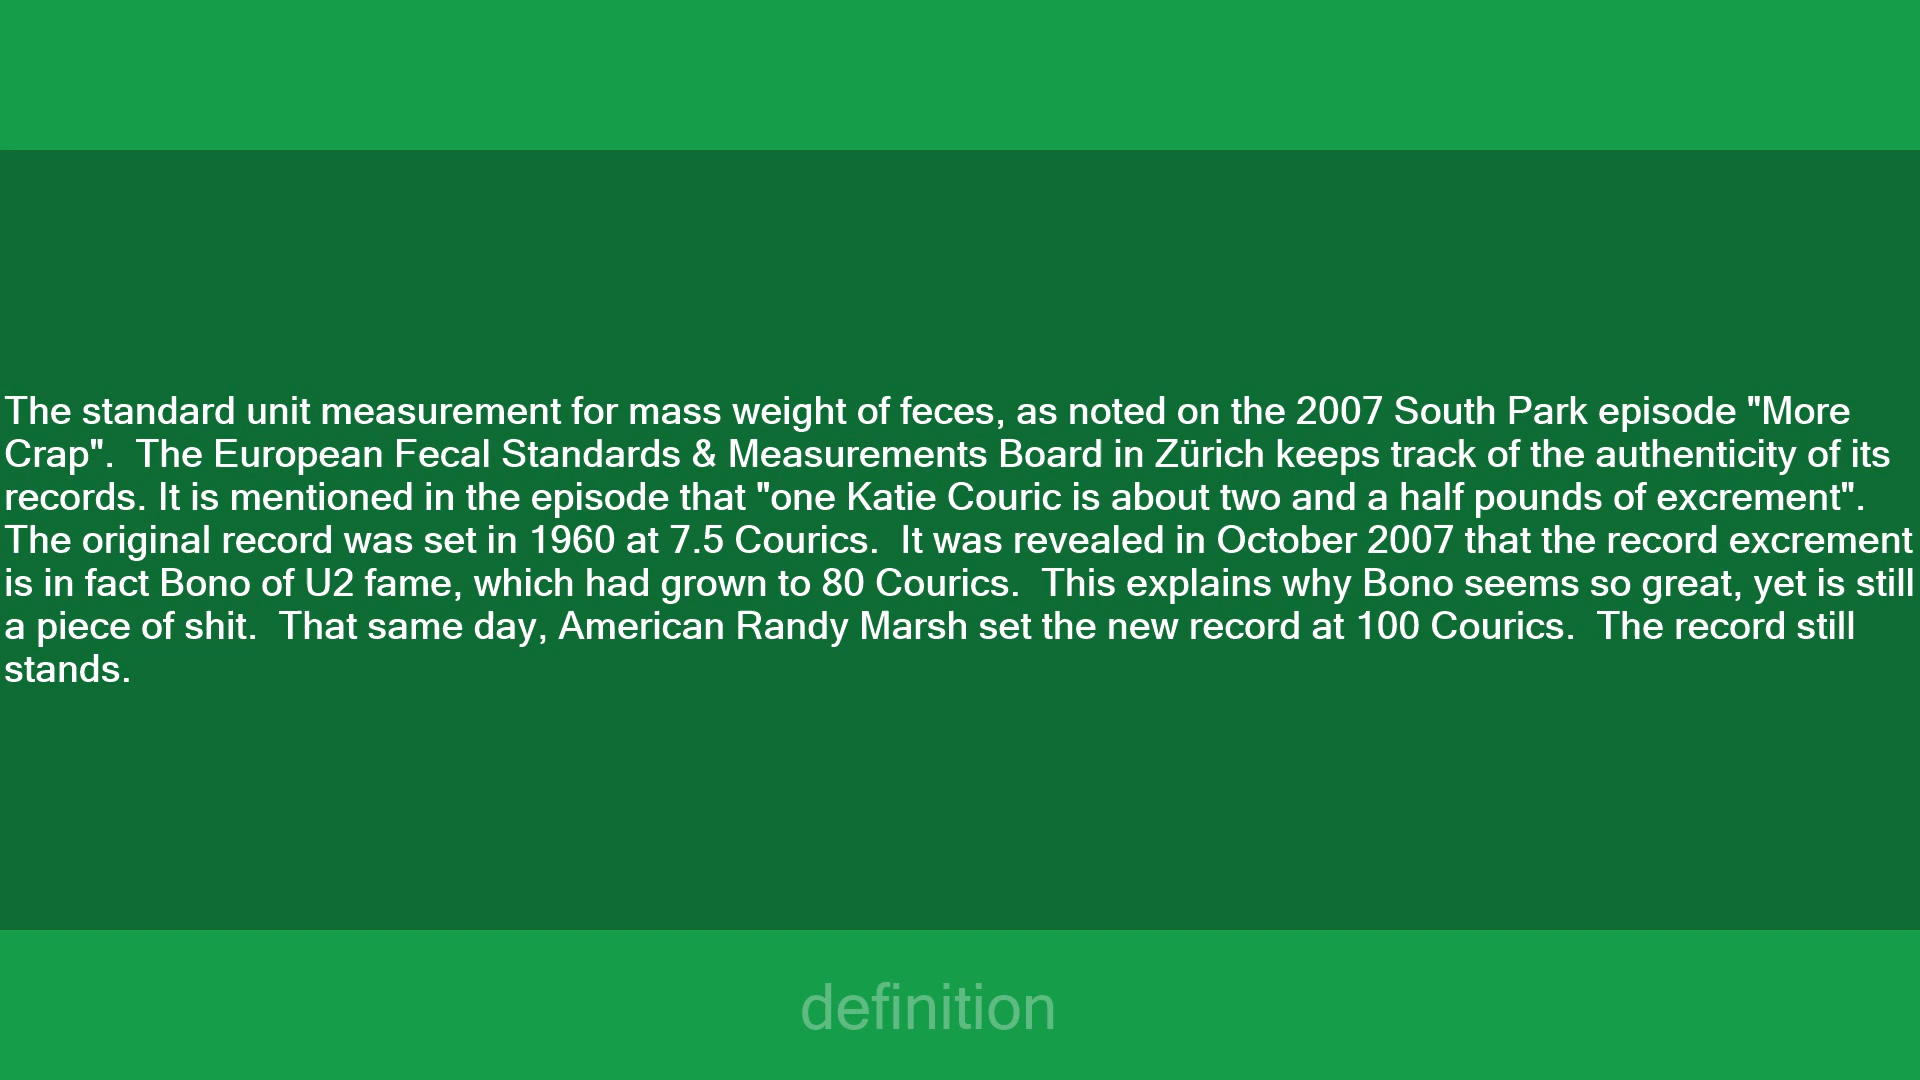 The standard unit measurement for mass weight of feces, as noted on the 2007 South Park episode "More
Crap".  The European Fecal Standards & Measurements Board in Zürich keeps track of the authenticity of its
records. It is mentioned in the episode that "one Katie Couric is about two and a half pounds of excrement".
The original record was set in 1960 at 7.5 Courics.  It was revealed in October 2007 that the record excrement
is in fact Bono of U2 fame, which had grown to 80 Courics.  This explains why Bono seems so great, yet is still
a piece of shit.  That same day, American Randy Marsh set the new record at 100 Courics.  The record still
stands.
definition